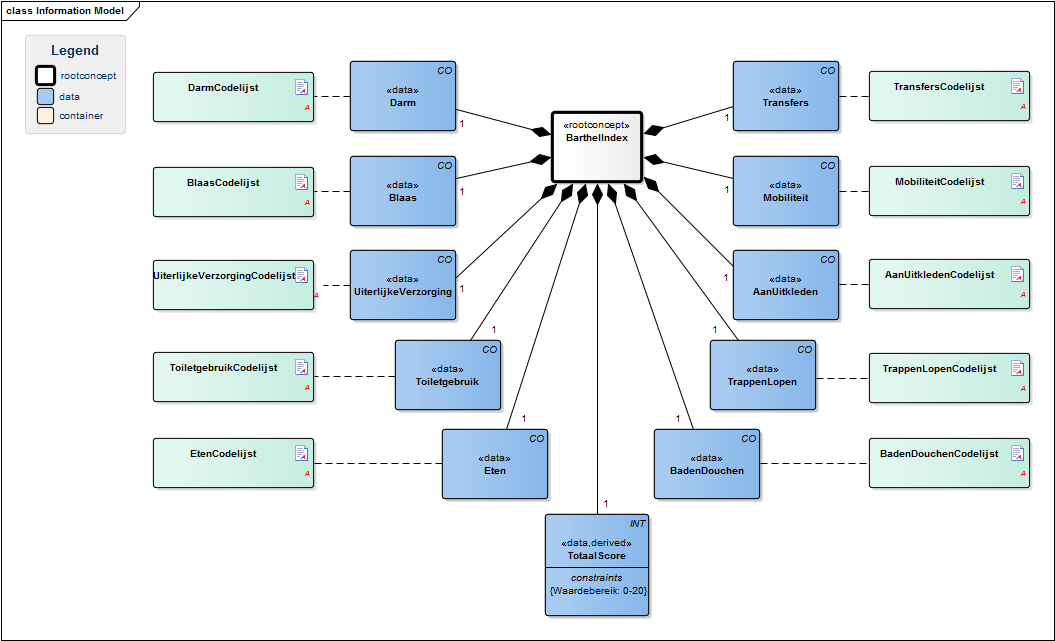 class Information Model
Legend
rootconcept
data
container
DarmCodelijst
A
CO
«data»
Darm
1
BlaasCodelijst
A
CO
«data»
Blaas
1
UiterlijkeVerzorgingCodelijst
A
CO
«data»
UiterlijkeVerzorging
1
ToiletgebruikCodelijst
A
CO
«data»
Toiletgebruik
1
EtenCodelijst
A
CO
«data»
Eten
1
«rootconcept»
BarthelIndex
CO
«data»
Transfers
1
TransfersCodelijst
A
CO
«data»
Mobiliteit
1
MobiliteitCodelijst
A
CO
«data»
AanUitkleden
1
AanUitkledenCodelijst
A
CO
«data»
TrappenLopen
1
TrappenLopenCodelijst
A
CO
«data»
BadenDouchen
1
BadenDouchenCodelijst
A
1
INT
«data,derived»
TotaalScore
constraints
{Waardebereik: 0-20}